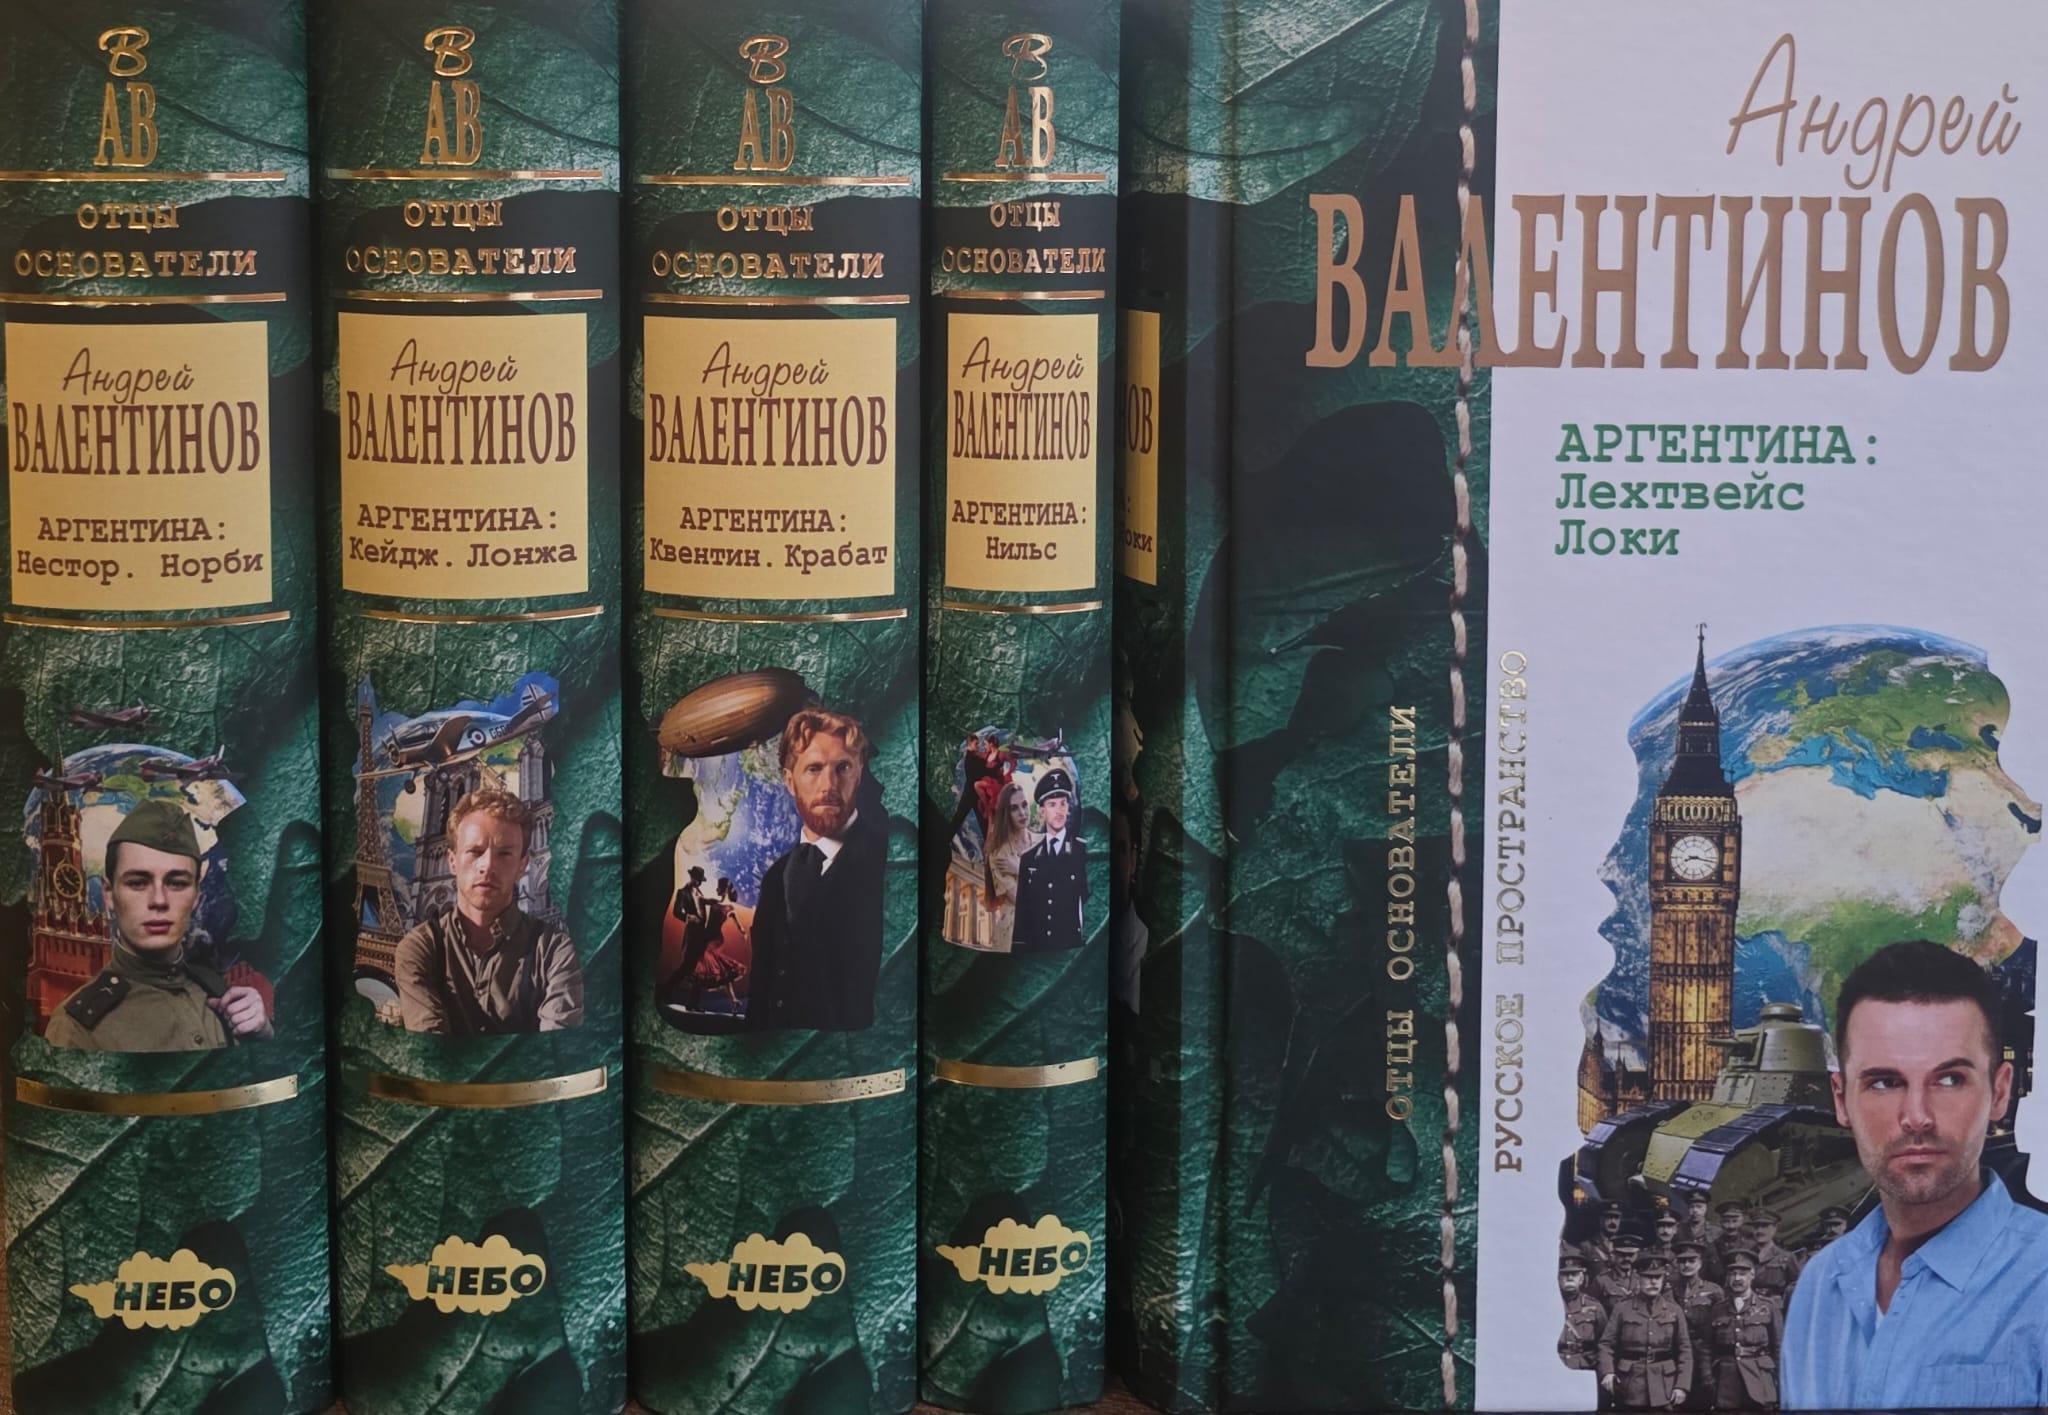 В
АВ
ОТЦЫ
ОСНОВАТЕЛИ
Андрей
ВАЛЕНТИНОВ
АРГЕНТИНА:
Нестор. Норби
НЕБО
В
АВ
ОТЦЫ
ОСНОВАТЕЛИ
Андрей
ВАЛЕНТИНОВ
АРГЕНТИНА:
Кейдж. Лонжа
НЕБО
В
АВ
ОТЦЫ
ОСНОВАТЕЛИ
Андрей
ВАЛЕНТИНОВ
АРГЕНТИНА:
Квентин. Крабат
НЕБО
В
АВ
ОТЦЫ
ОСНОВАТЕЛИ
Андрей
ВАЛЕНТИНОВ
АРГЕНТИНА:
Нильс
НЕБО
Андрей
ВАЛЕНТИНОВ
АРГЕНТИНА:
Лехтвейс
Локи
ОТЦЫ ОСНОВАТЕЛИ
РУССКОЕ ПРОСТРАНСТВО